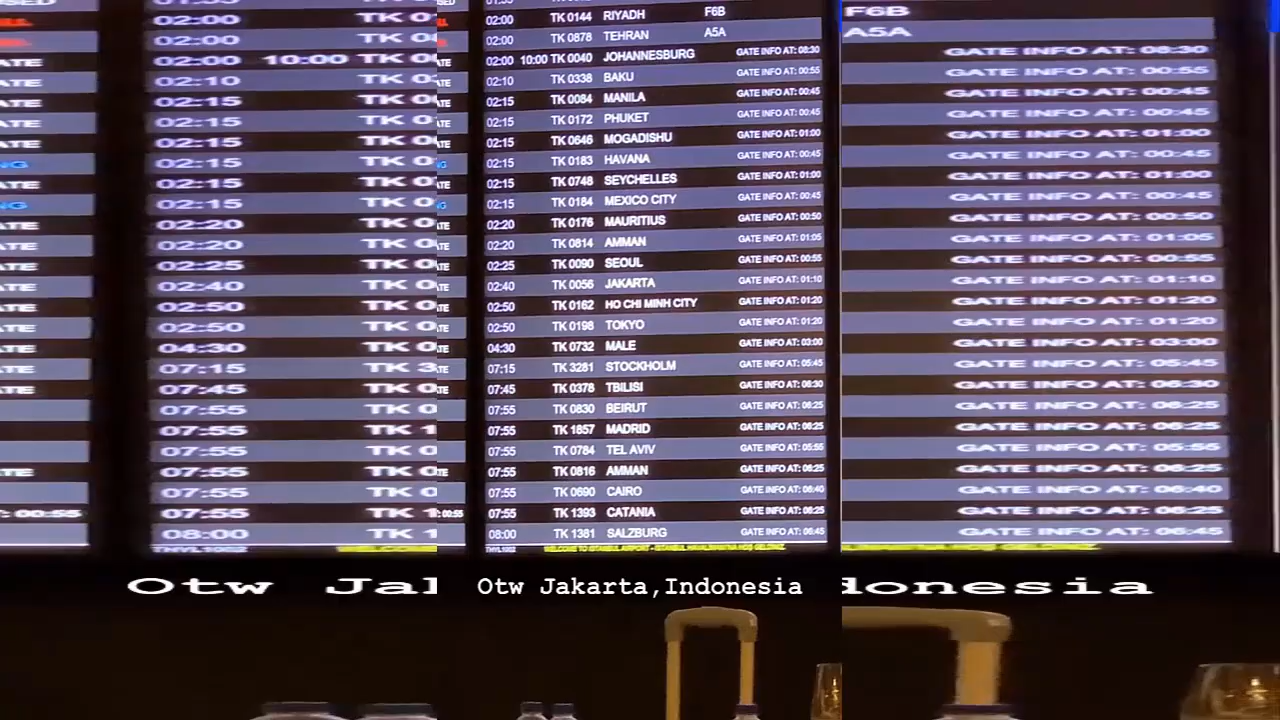 02:00 TK 0144 RIYADH F6B
02:00 TK 0878 TEHRAN A5A
02:00 10:00 TK 0040 JOHANNESBURG GATE INFO AT: 08:30
02:10 TK 0338 BAKU GATE INFO AT: 00:55
02:15 TK 0084 MANILA GATE INFO AT: 00:45
02:15 TK 0172 PHUKET GATE INFO AT: 00:45
02:15 TK 0646 MOGADISHU GATE INFO AT: 01:00
02:15 TK 0183 HAVANA GATE INFO AT: 00:45
02:15 TK 0748 SEYCHELLES GATE INFO AT: 01:00
02:15 TK 0184 MEXICO CITY GATE INFO AT: 00:45
02:20 TK 0176 MAURITIUS GATE INFO AT: 00:50
02:20 TK 0814 AMMAN GATE INFO AT: 01:05
02:25 TK 0090 SEOUL GATE INFO AT: 00:55
02:40 TK 0056 JAKARTA GATE INFO AT: 01:10
02:50 TK 0162 HO CHI MINH CITY GATE INFO AT: 01:20
02:50 TK 0198 TOKYO GATE INFO AT: 01:20
04:30 TK 0732 MALE GATE INFO AT: 03:00
07:15 TK 3281 STOCKHOLM GATE INFO AT: 05:45
07:45 TK 0378 TBILISI GATE INFO AT: 06:30
07:55 TK 0830 BEIRUT GATE INFO AT: 06:25
07:55 TK 1857 MADRID GATE INFO AT: 06:25
07:55 TK 0784 TEL AVIV GATE INFO AT: 05:55
07:55 TK 0816 AMMAN GATE INFO AT: 06:25
07:55 TK 0690 CAIRO GATE INFO AT: 06:40
07:55 TK 1393 CATANIA GATE INFO AT: 06:25
08:00 TK 1381 SALZBURG GATE INFO AT: 06:45
Otw Jakarta,Indonesia